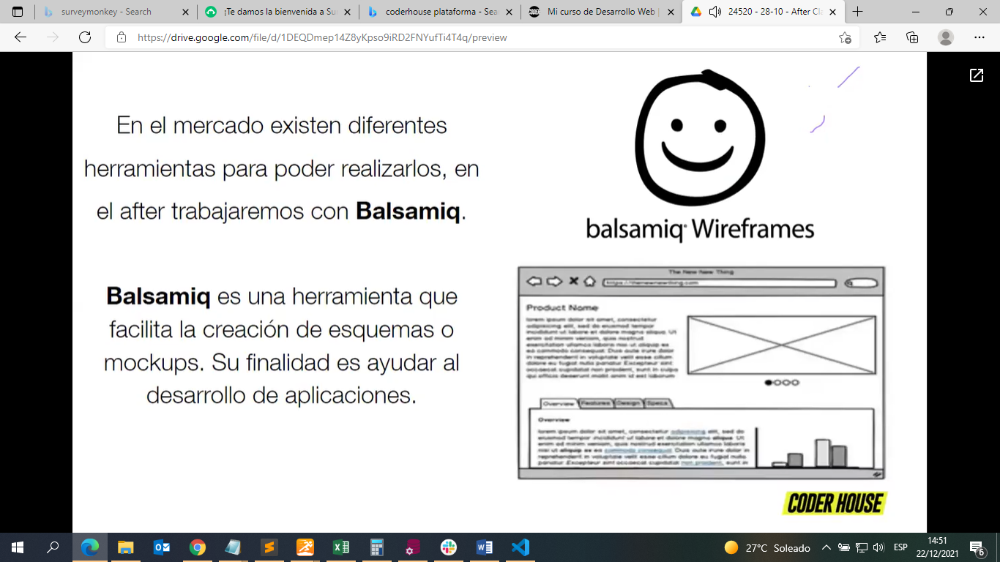 surveymonkey - Search
¡Te damos la bienvenida a Su
coderhouse plataforma - Sea
CODER
Mi curso de Desarrollo Web |
24520 - 28-10 - After Cla
https://drive.google.com/file/d/1DEQDmep14Z8yKpso9iRD2FNYufTi4T4q/preview
En el mercado existen diferentes
herramientas para poder realizarlos, en
el after trabajaremos con Balsamiq.
Balsamiq es una herramienta que
facilita la creación de esquemas o
mockups. Su finalidad es ayudar al
desarrollo de aplicaciones.
balsamiq® Wireframes
The New New Thing
https://thenewnewthing.com
Product Name
lorem ipsum dolor sit amet, consectetur
adipisicing elit, sed do eiusmod tempor
incididunt ut labore et dolore magna aliqua. Ut
enim ad minim veniam, quis nostrud
exercitation ullamco laboris nisi ut aliquip ex
ea commodo consequat. Duis aute irure dolor
in reprehenderit in voluptate velit esse cillum
dolore eu fugiat nulla pariatur. Excepteur sint
occaecat cupidatat non proident, sunt in culpa
qui officia deserunt mollit anim id est laborum
Overview Features Design Specs
Overview
lorem ipsum dolor sit amet, consectetur adipisicing elit, sed do
eiusmod tempor incididunt ut labore et dolore magna aliqua. Ut
enim ad minim veniam, quis nostrud exercitation ullamco laboris
nisi ut aliquip ex ea commodo consequat. Duis aute irure dolor in
reprehenderit in voluptate velit esse cillum dolore eu fugiat nulla
pariatur. Excepteur sint occaecat cupidatat non proident, sunt in
CODER HOUSE
27°C Soleado
ESP
14:51
22/12/2021
6